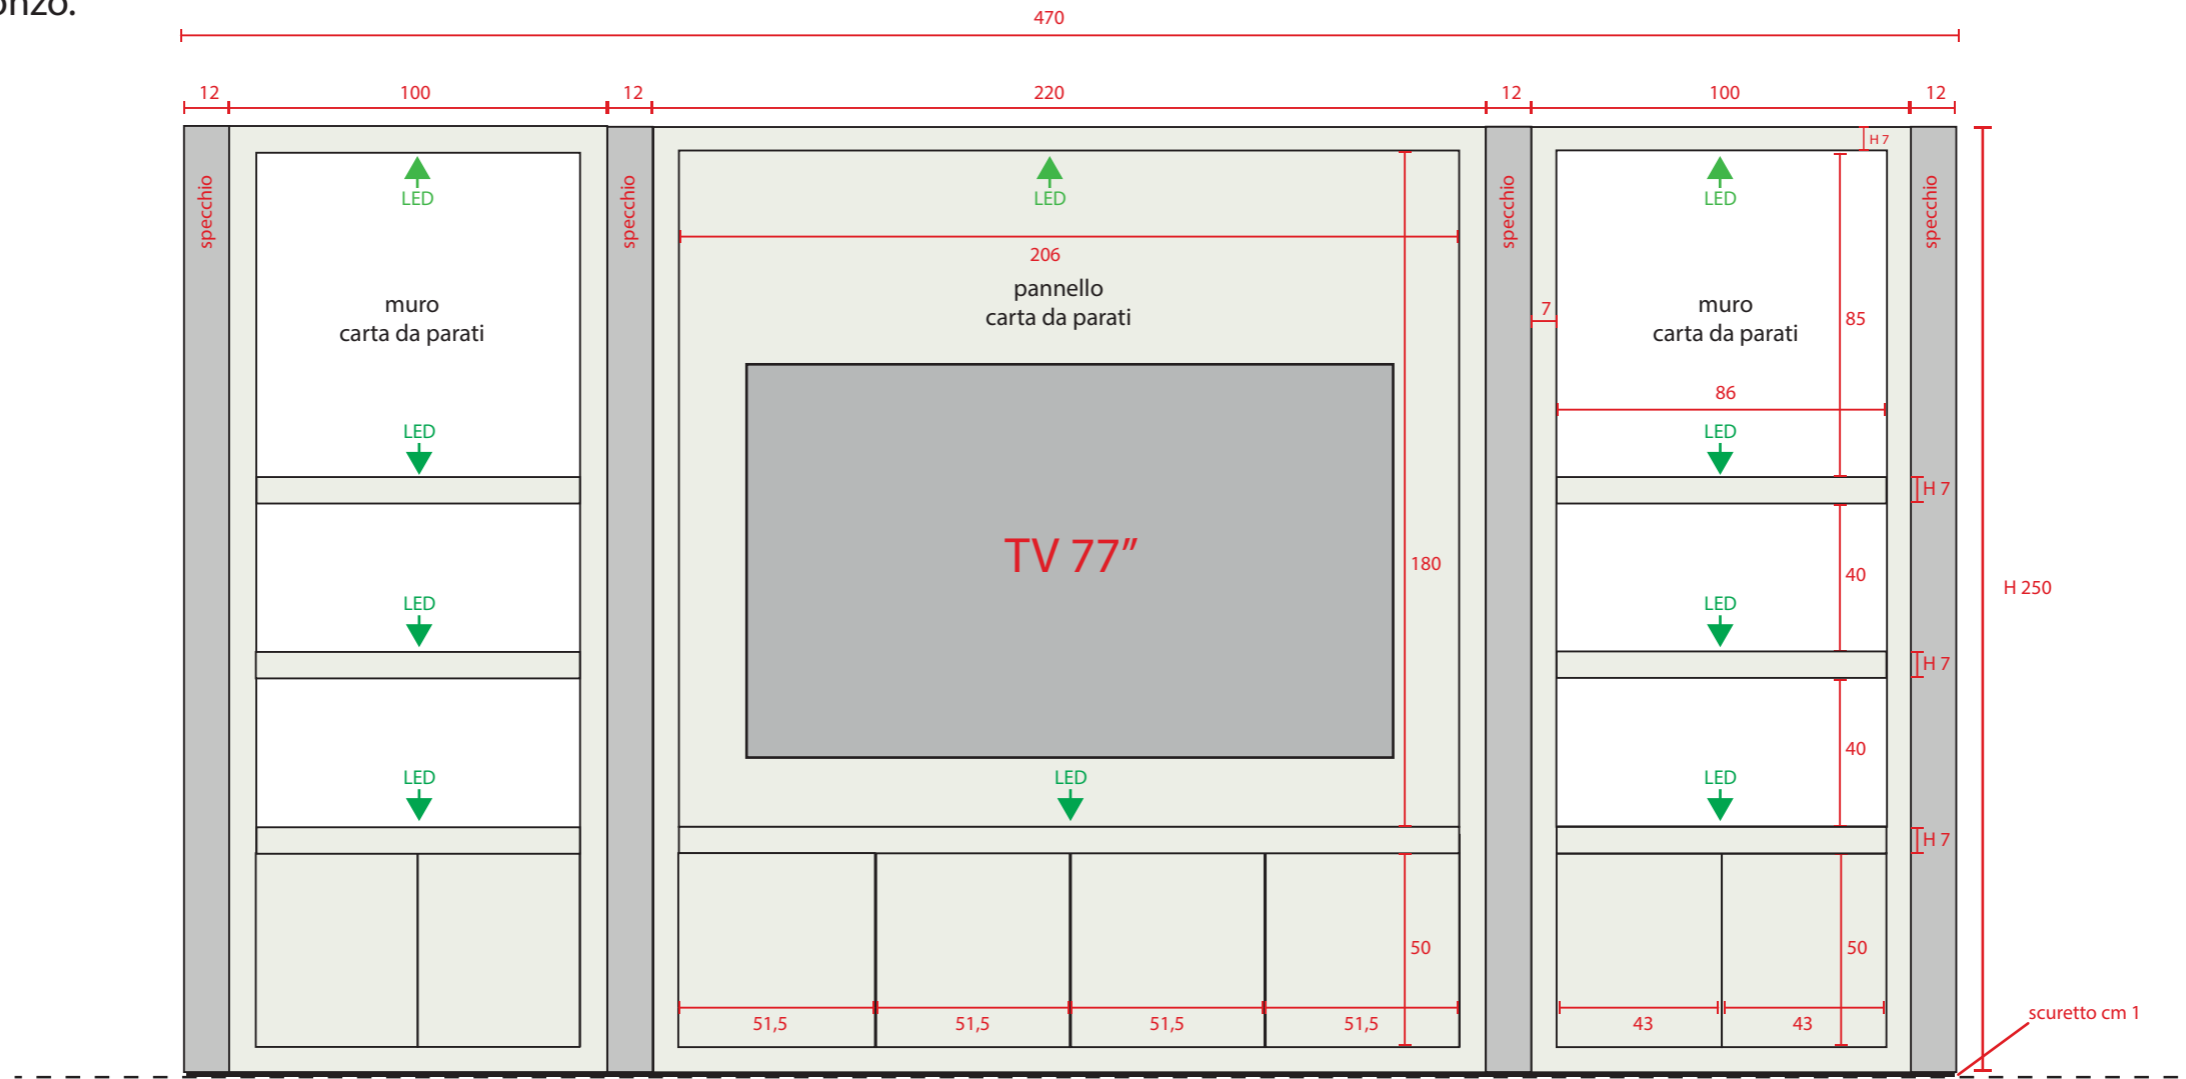 onzo.
470
12 100 12 220 12 100 12
H 7
specchio specchio specchio specchio
LED LED LED
206
pannello
carta da parati
muro
carta da parati
7
muro
carta da parati
85
86
LED LED
H 7
TV 77”
180
40
H 250
LED LED
H 7
40
LED LED LED
H 7
50 50
51,5 51,5 51,5 51,5 43 43
scuretto cm 1